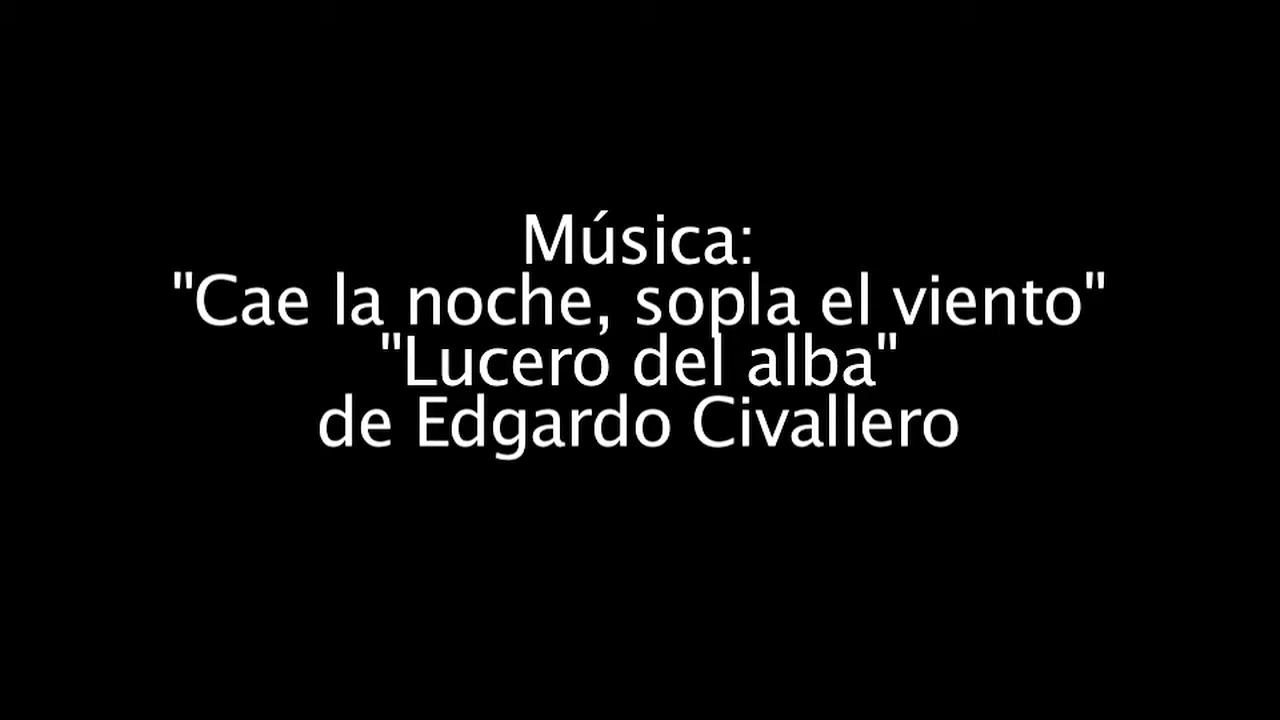 Música:
"Cae la noche, sopla el viento"
"Lucero del alba"
de Edgardo Civallero